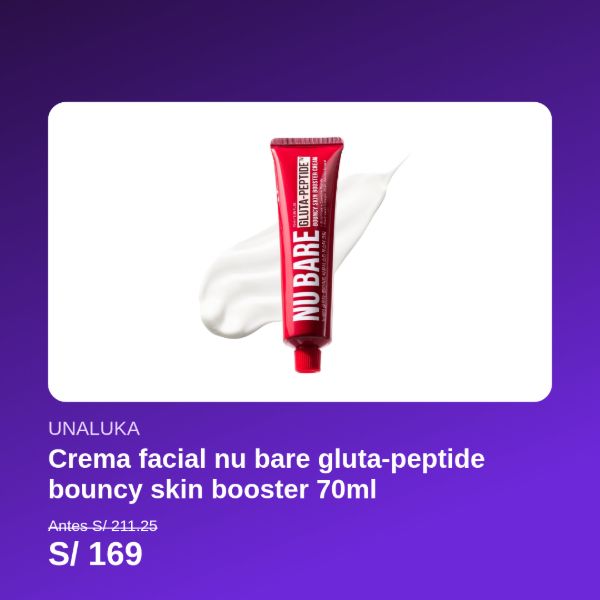 NU BARE
GLUTA-PEPTIDE
BOUNCY SKIN BOOSTER CREAM
UNALUKA
Crema facial nu bare gluta-peptide
bouncy skin booster 70ml
Antes S/ 211.25
S/ 169